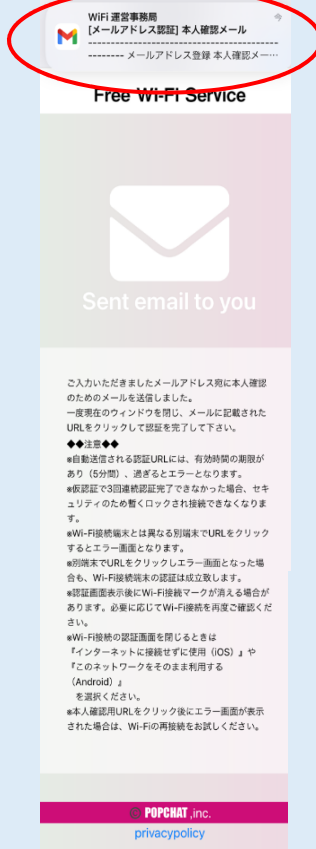 WiFi 運営事務局
[メールアドレス認証] 本人確認メール
-----------------------------------------
-------- メールアドレス登録 本人確認メー…
Free Wi-Fi Service
Sent email to you
ご入力いただきましたメールアドレス宛に本人確認
のためのメールを送信しました。
一度現在のウィンドウを閉じ、メールに記載された
URLをクリックして認証を完了して下さい。
◆◆注意◆◆
※自動送信される認証URLには、有効時間の期限が
あり（5分間）、過ぎるとエラーとなります。
※仮認証で3回連続認証完了できなかった場合、セキ
ュリティのため暫くロックされ接続できなくなりま
す。
※Wi-Fi接続端末とは異なる別端末でURLをクリック
するとエラー画面となります。
※別端末でURLをクリックしエラー画面となった場
合も、Wi-Fi接続端末の認証は成立致します。
※認証画面表示後にWi-Fi接続マークが消える場合が
あります。必要に応じてWi-Fi接続を再度ご確認くだ
さい。
※Wi-Fi接続の認証画面を閉じるときは
『インターネットに接続せずに使用（iOS）』や
『このネットワークをそのまま利用する
（Android）』
を選択ください。
※本人確認用URLをクリック後にエラー画面が表示
された場合は、Wi-Fiの再接続をお試しください。
© POPCHAT ,inc.
privacypolicy